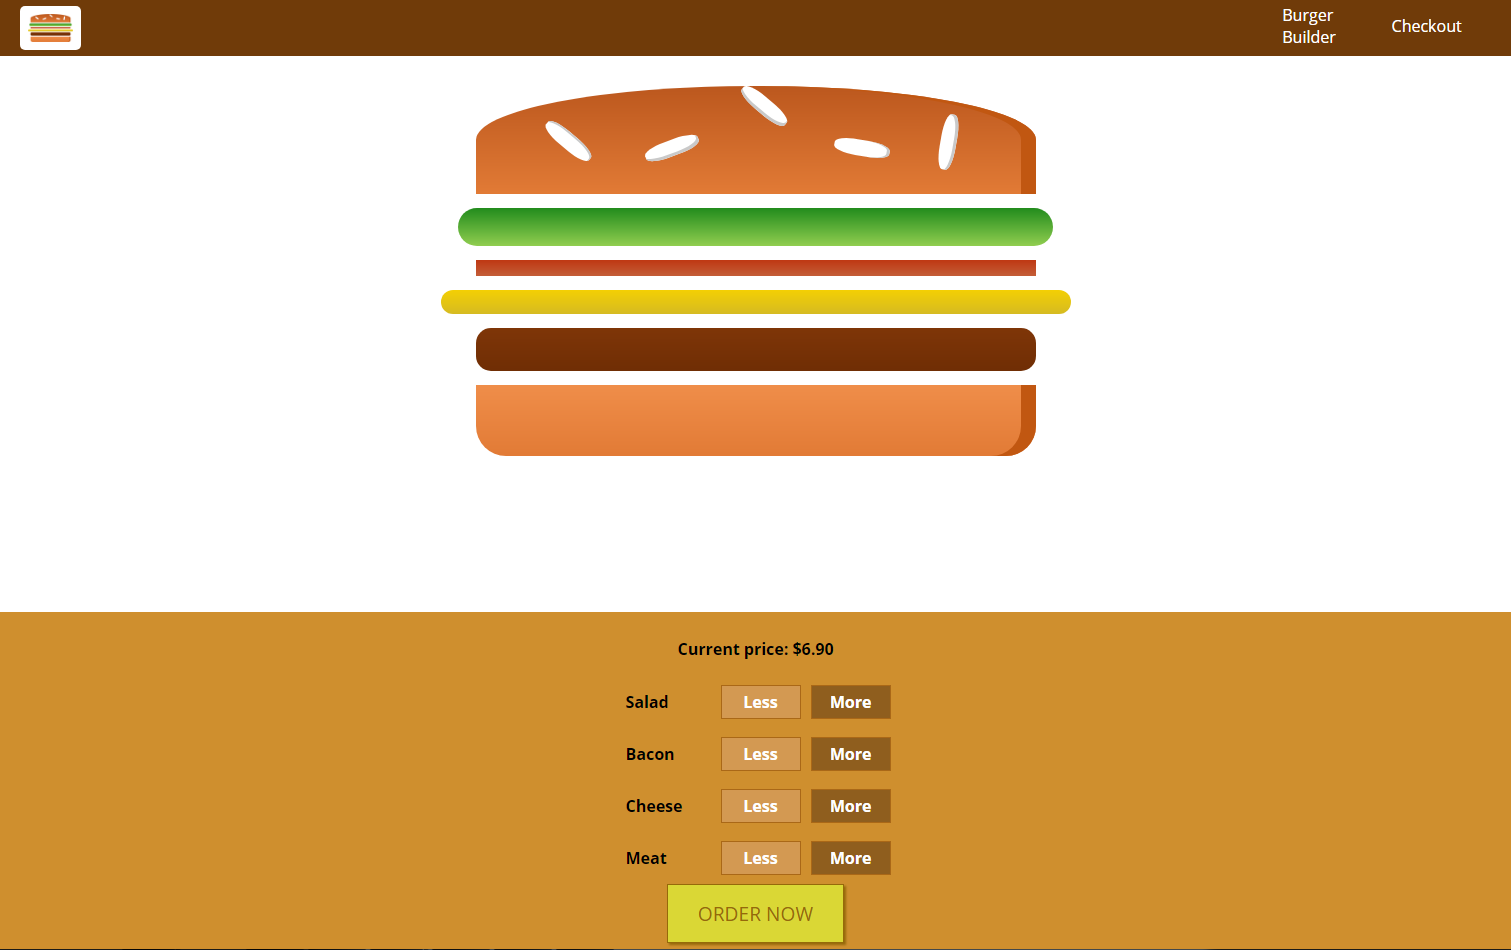 Burger
Builder
Checkout
Current price: $6.90
Salad Less More
Bacon Less More
Cheese Less More
Meat Less More
ORDER NOW